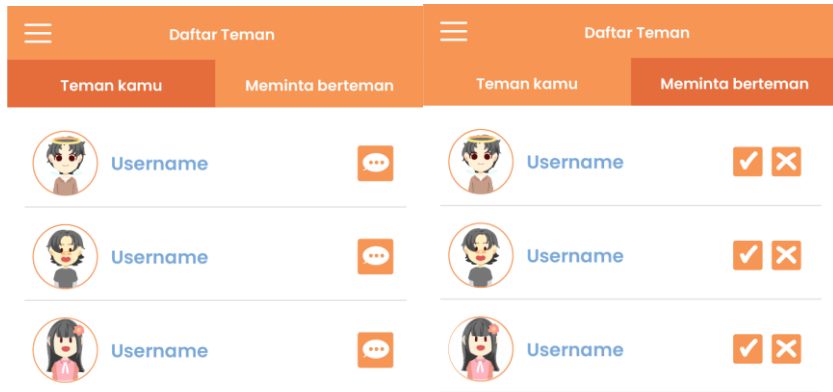 Daftar Teman
Teman kamu Meminta berteman
Username
Username
Username
Daftar Teman
Teman kamu Meminta berteman
Username
Username
Username